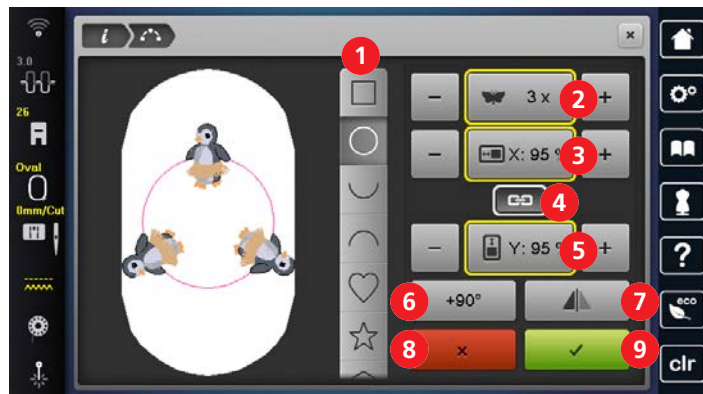 i
1
3.0
26
Oval
0mm/Cut
- 3 x 2 +
- X: 95 % 3 +
4
- Y: 95 % 5 +
6 +90° 7
8 x 9
?
eco
clr